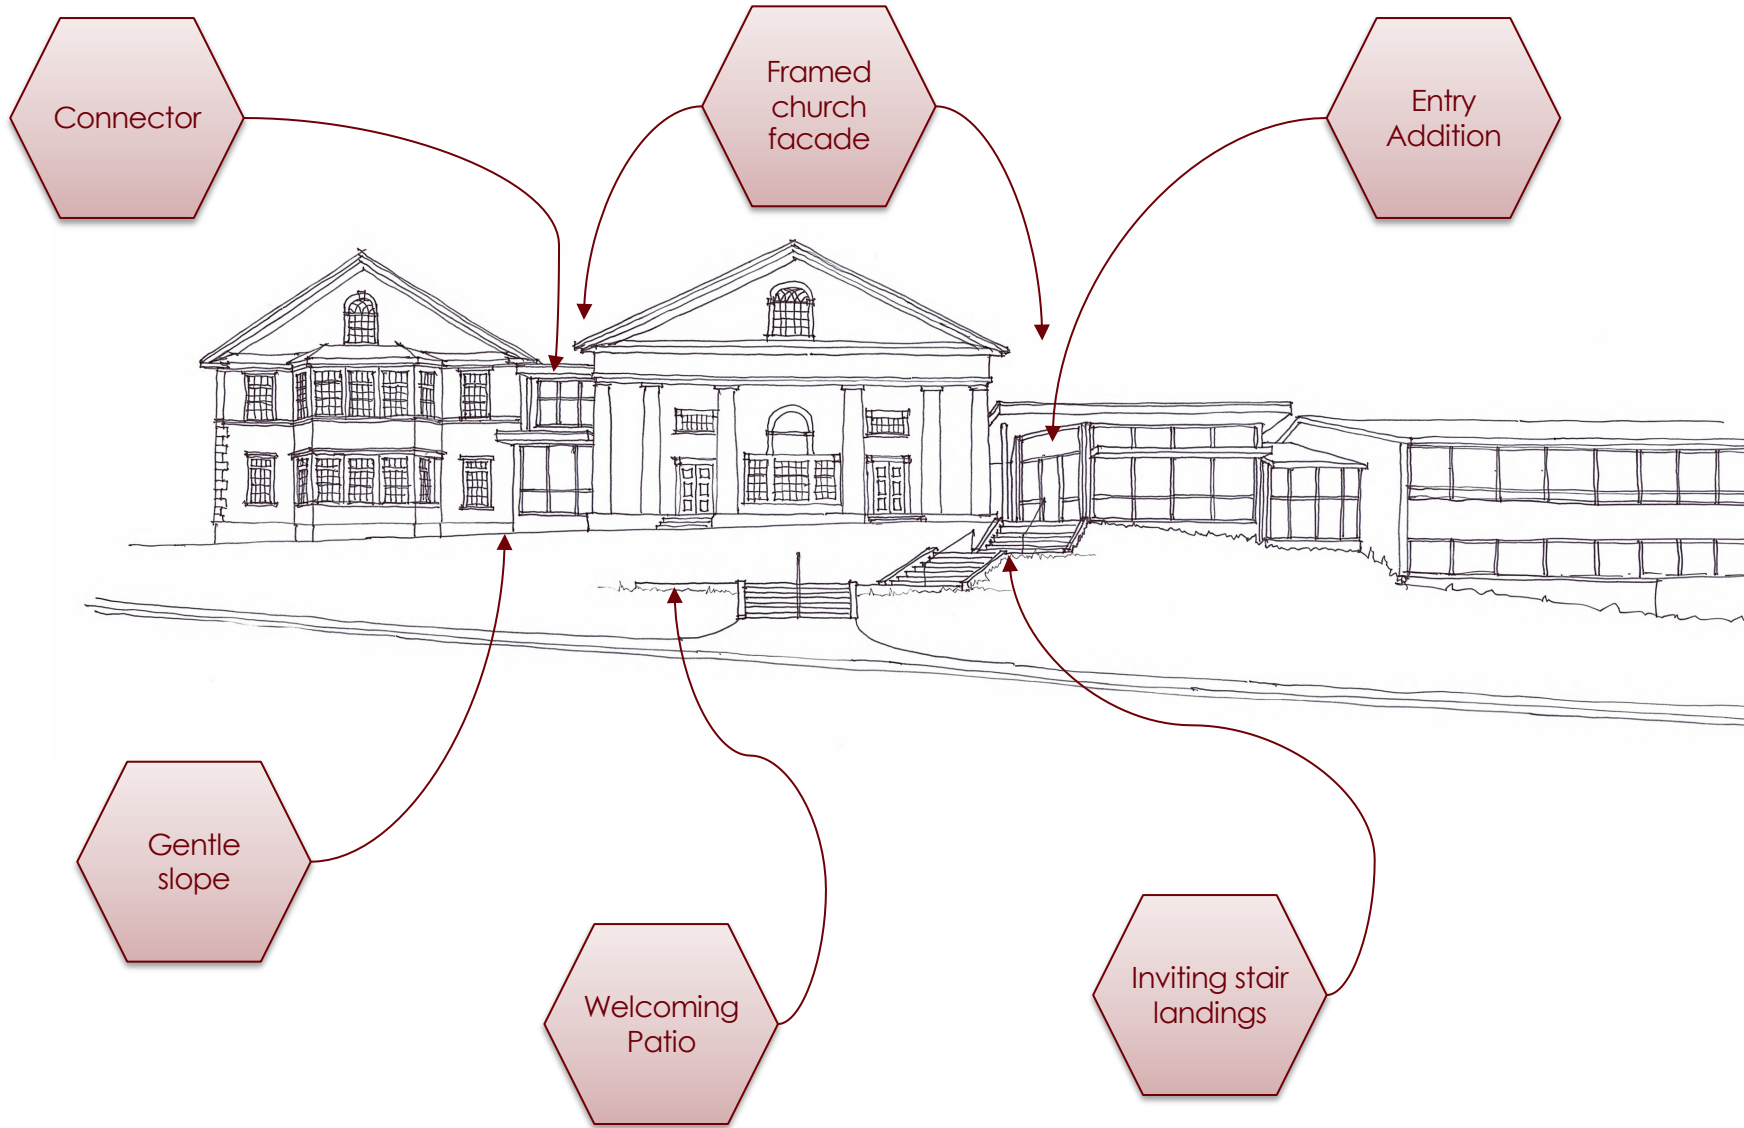 Connector
Framed
church
facade
Entry
Addition
Gentle
slope
Welcoming
Patio
Inviting stair
landings